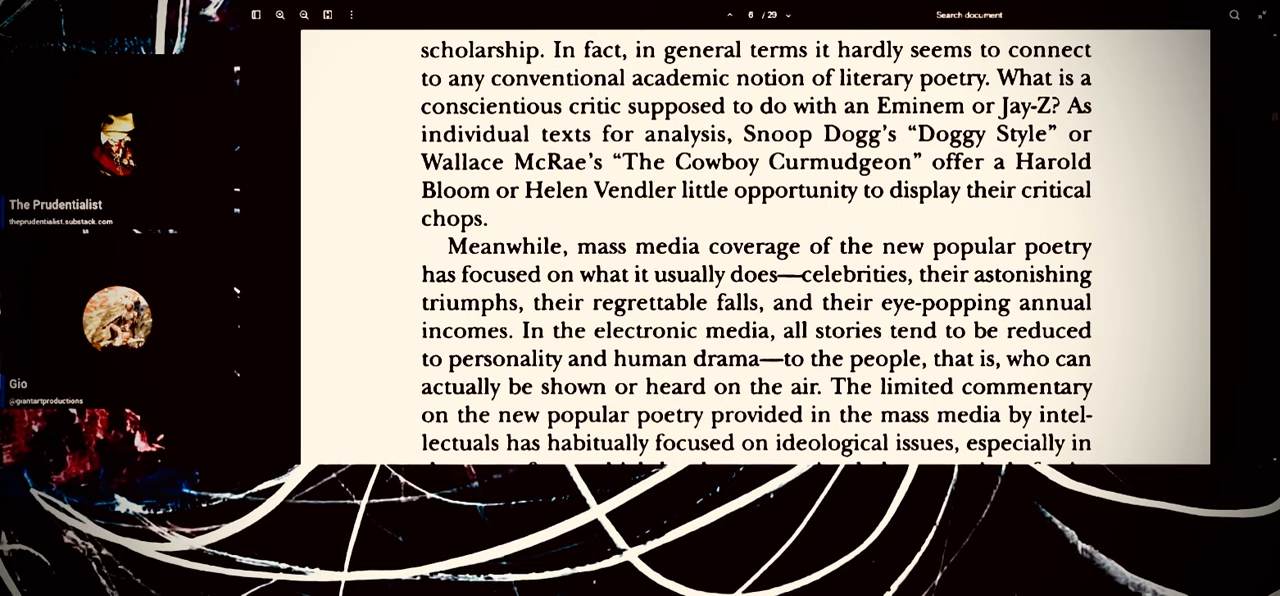 6 / 29
Search document
scholarship. In fact, in general terms it hardly seems to connect
to any conventional academic notion of literary poetry. What is a
conscientious critic supposed to do with an Eminem or Jay-Z? As
individual texts for analysis, Snoop Dogg’s “Doggy Style” or
Wallace McRae’s “The Cowboy Curmudgeon” offer a Harold
Bloom or Helen Vendler little opportunity to display their critical
chops.
Meanwhile, mass media coverage of the new popular poetry
has focused on what it usually does—celebrities, their astonishing
triumphs, their regrettable falls, and their eye-popping annual
incomes. In the electronic media, all stories tend to be reduced
to personality and human drama—to the people, that is, who can
actually be shown or heard on the air. The limited commentary
on the new popular poetry provided in the mass media by intel-
lectuals has habitually focused on ideological issues, especially in
The Prudentialist
theprudentialist.substack.com
Gio
@giantartproductions